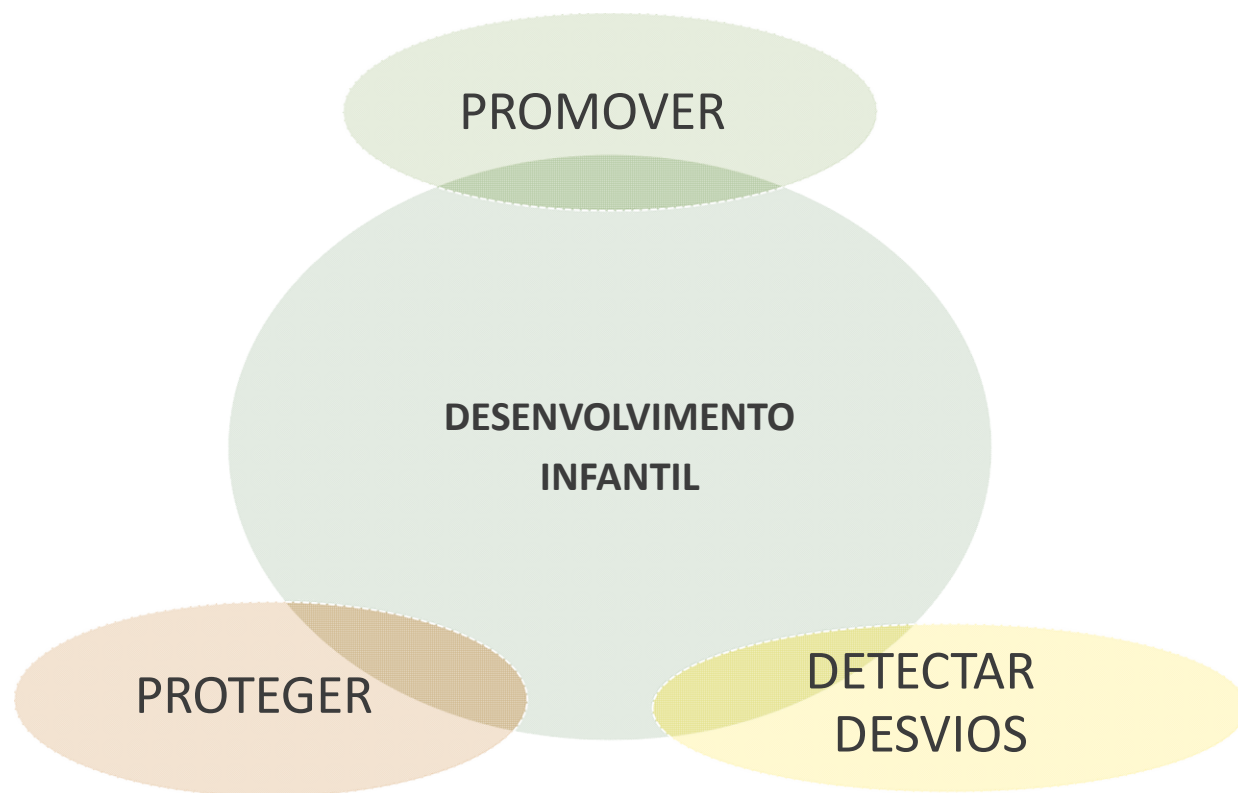 PROMOVER
DESENVOLVIMENTO
INFANTIL
PROTEGER
DETECTAR
DESVIOS